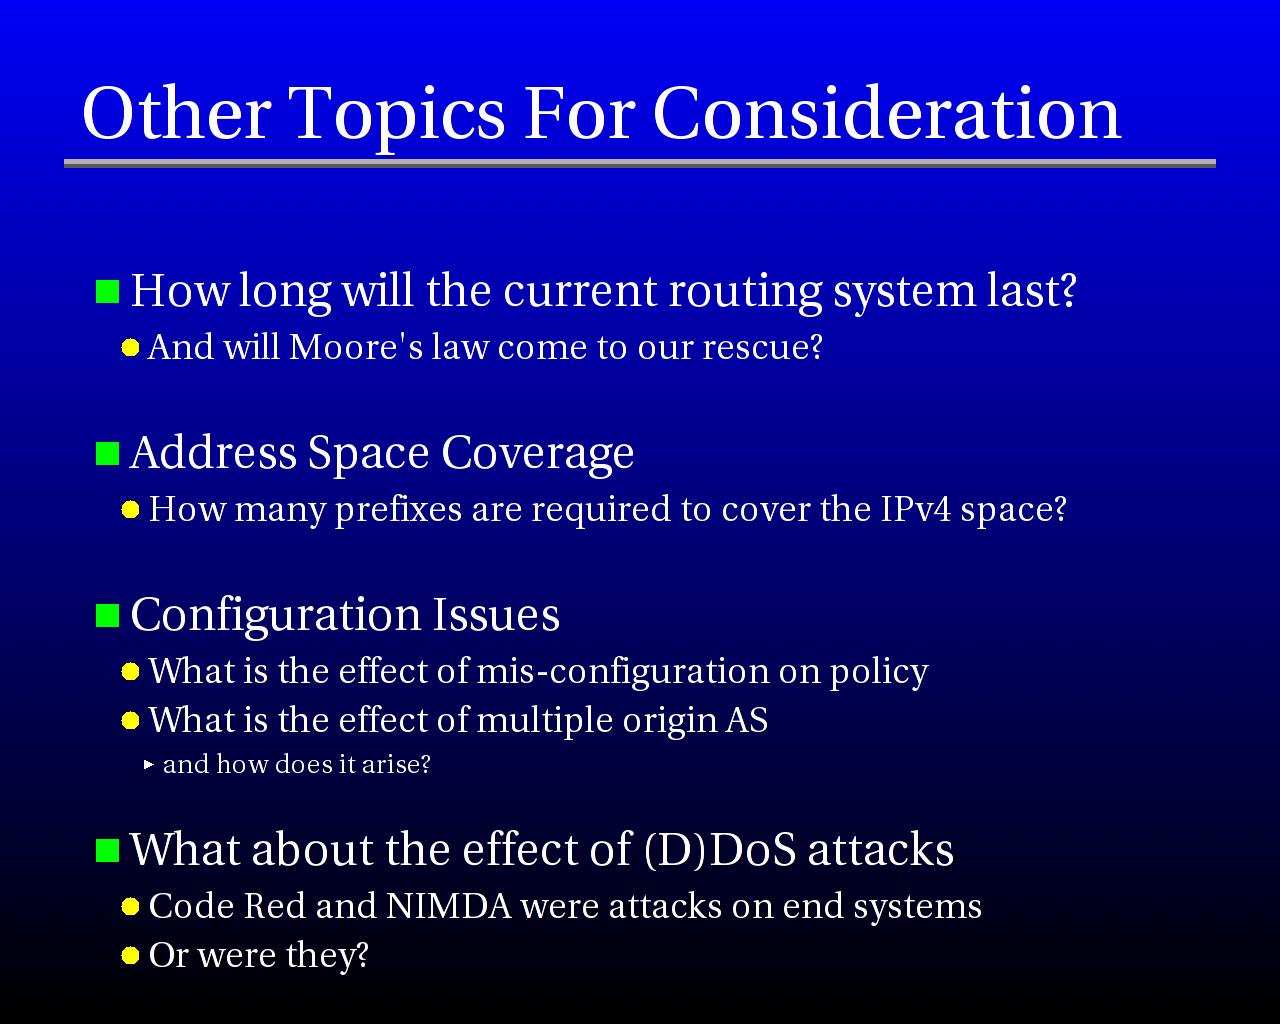 Other Topics For Consideration
How long will the current routing system last?
And will Moore's law come to our rescue?
Address Space Coverage
How many prefixes are required to cover the IPv4 space?
Configuration Issues
What is the effect of mis-configuration on policy
What is the effect of multiple origin AS
and how does it arise?
What about the effect of (D)DoS attacks
Code Red and NIMDA were attacks on end systems
Or were they?